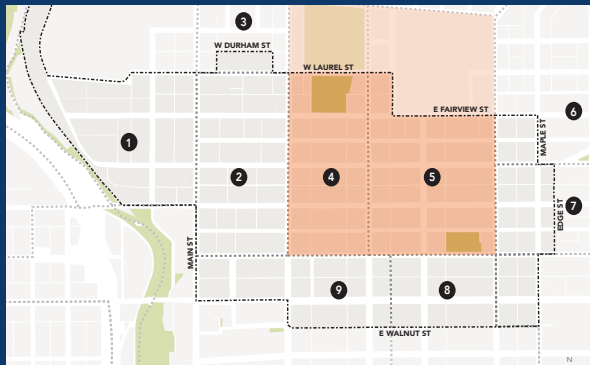 3
W DURHAM ST
W LAUREL ST
E FAIRVIEW ST
6
MAPLE ST
1
2
4
5
7
EDGE ST
MAIN ST
9
8
E WALNUT ST
N